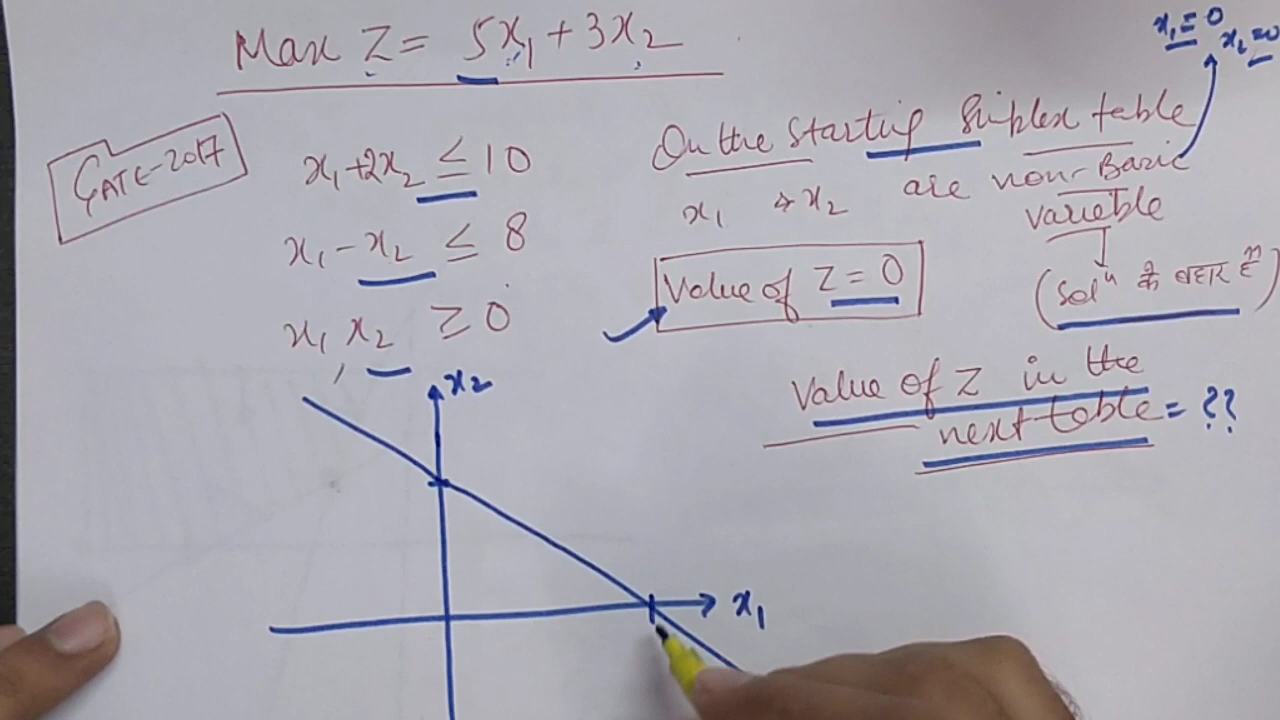 Max Z = 5x₁ + 3x₂
x₁ = 0
x₂ = 0
GATE-2017
x₁ + 2x₂ ≤ 10
x₁ - x₂ ≤ 8
x₁, x₂ ≥ 0
On the starting simplex table
x₁ & x₂ are non-Basic
variable
(Solⁿ के बाहर हैं)
Value of Z = 0
Value of Z in the
next table = ??
x₂
x₁